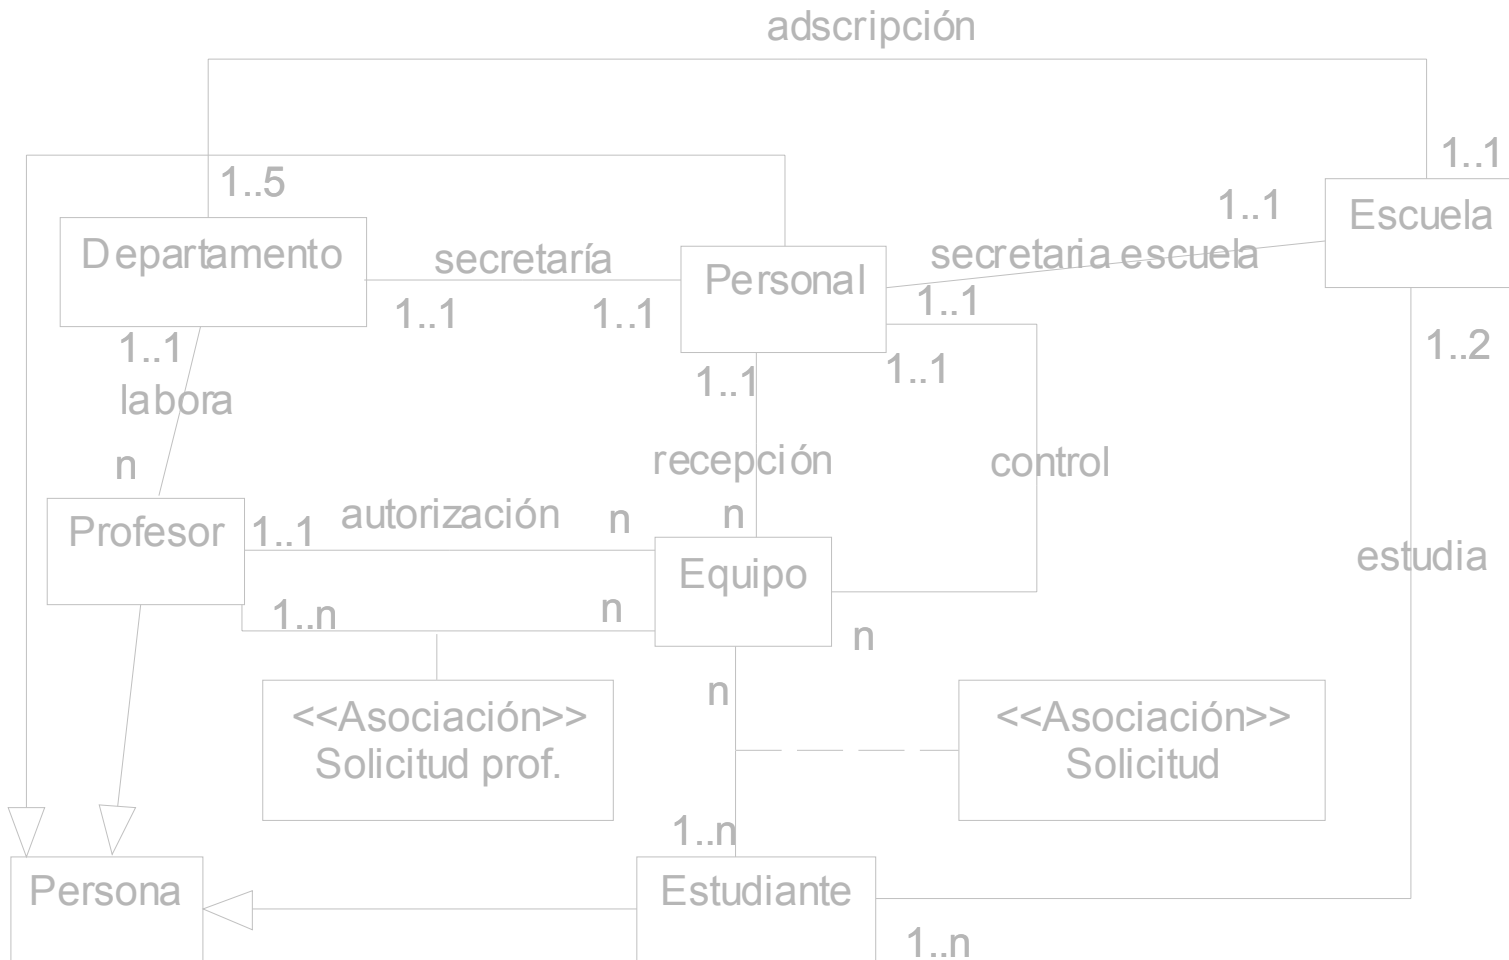 adscripción
1..1
1..5
1..1
Escuela
Departamento
secretaría
Personal
secretaria escuela
1..1
1..1
1..1
1..1
1..1
1..1
1..2
labora
n
recepción
control
Profesor
1..1
autorización
n
n
Equipo
estudia
1..n
n
n
n
<<Asociación>>
Solicitud prof.
<<Asociación>>
Solicitud
1..n
Persona
Estudiante
1..n